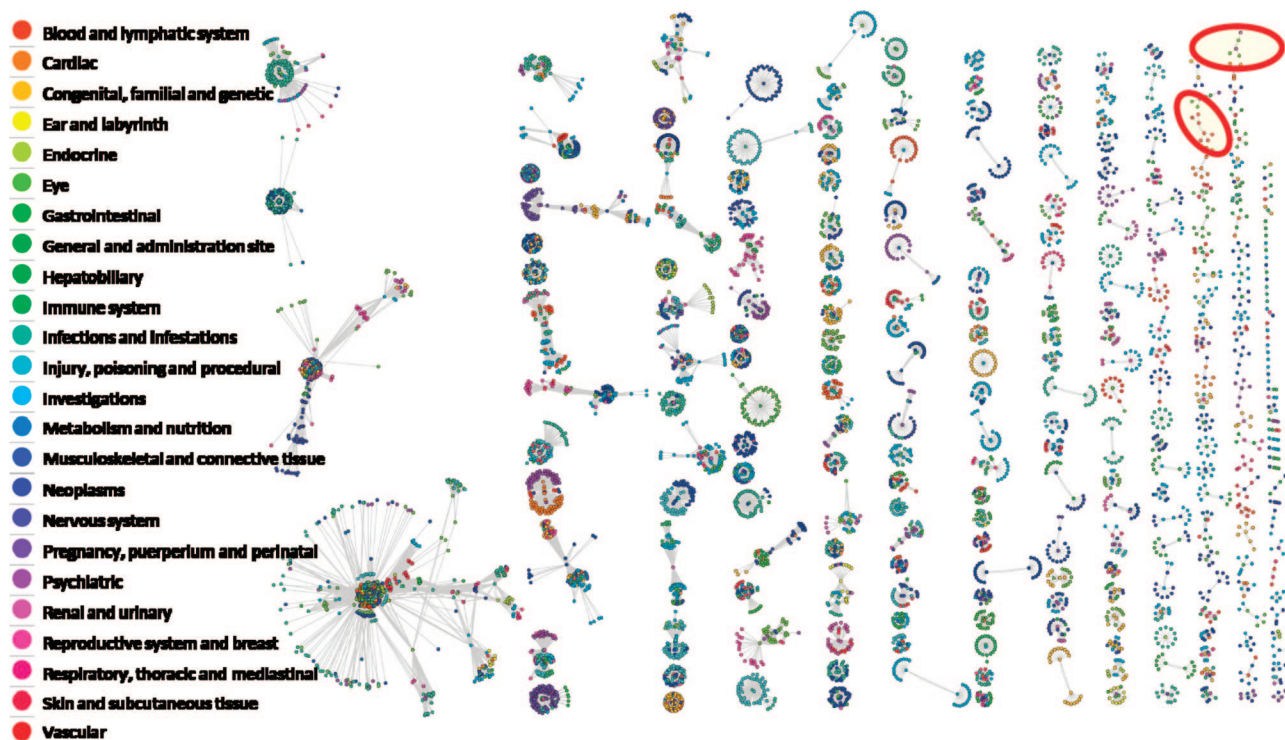 Blood and lymphatic system
Cardiac
Congenital, familial and genetic
Ear and labyrinth
Endocrine
Eye
Gastrointestinal
General and administration site
Hepatobiliary
Immune system
Infections and infestations
Injury, poisoning and procedural
Investigations
Metabolism and nutrition
Musculoskeletal and connective tissue
Neoplasms
Nervous system
Pregnancy, puerperium and perinatal
Psychiatric
Renal and urinary
Reproductive system and breast
Respiratory, thoracic and mediastinal
Skin and subcutaneous tissue
Vascular